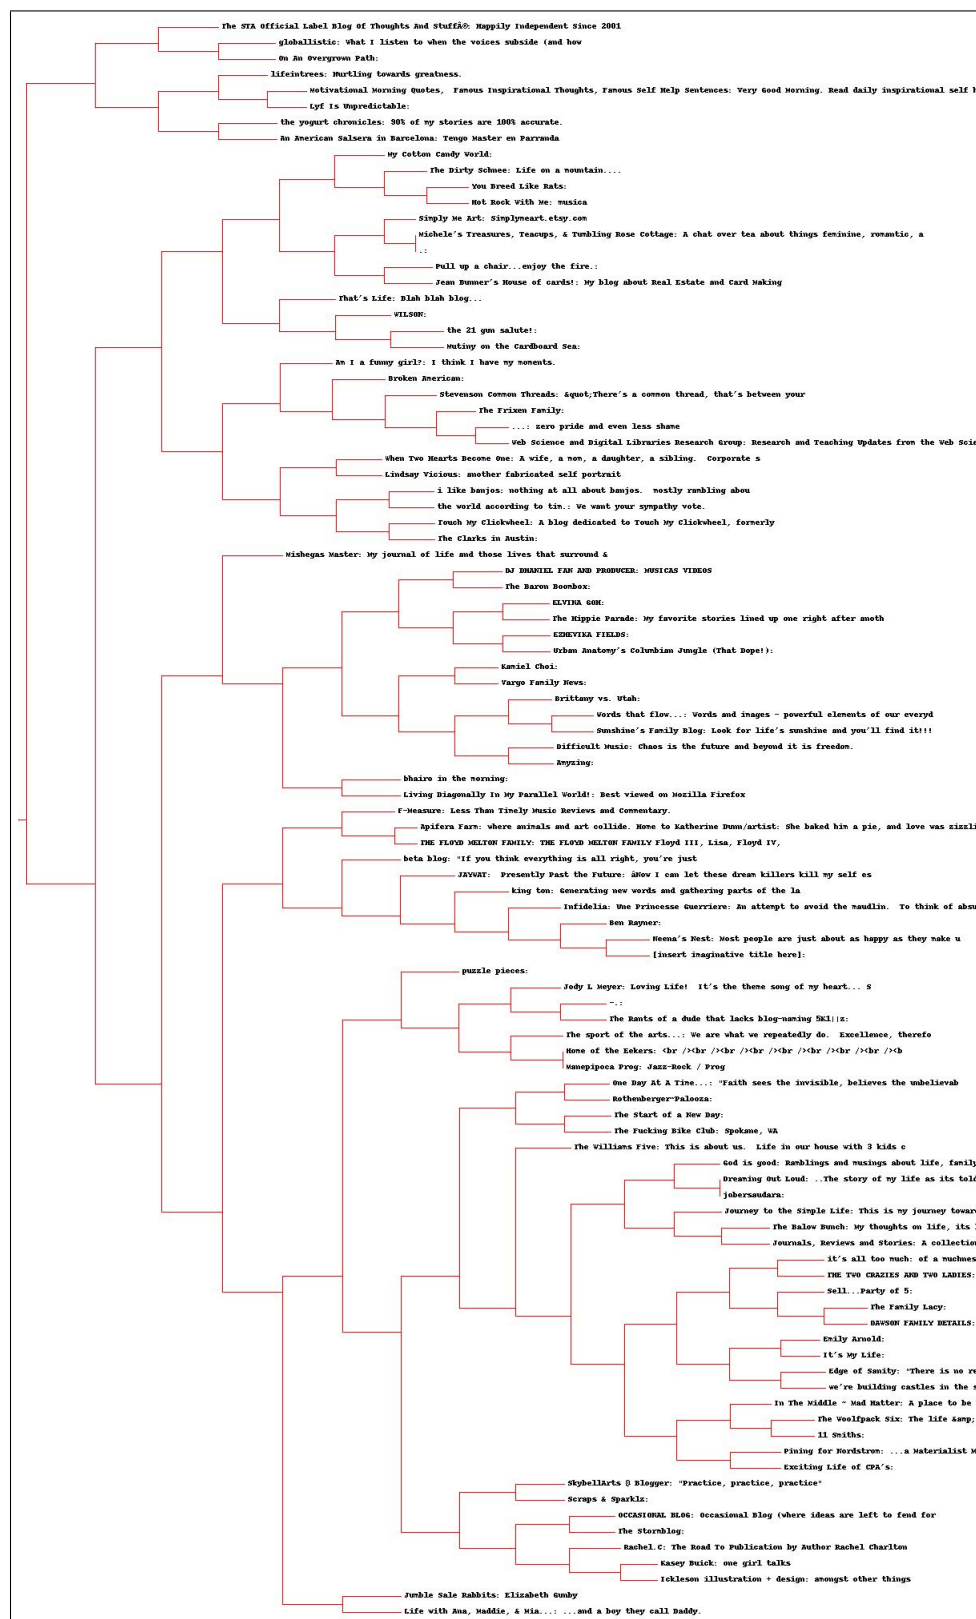 The STA Official Label Blog Of Thoughts And StuffÂ®: Happily Independent Since 2001
globallistic: What I listen to when the voices subside (and how
On An Overgrown Path:
lifeintrees: Hurtling towards greatness.
Motivational Morning Quotes,  Famous Inspirational Thoughts, Famous Self Help Sentences: Very Good Morning. Read daily inspirational self h
Lyf Is Unpredictable:
the yogurt chronicles: 90% of my stories are 100% accurate.
An American Salsera in Barcelona: Tengo Master en Parranda
My Cotton Candy World:
The Dirty Schnee: Life on a mountain....
You Breed Like Rats:
Hot Rock With Me: musica
Simply Me Art: Simplymeart.etsy.com
Michele's Treasures, Teacups, & Tumbling Rose Cottage: A chat over tea about things feminine, romantic, a
.:
Pull up a chair...enjoy the fire.:
Jean Bunner's House of cards!: My blog about Real Estate and Card Making
That's Life: Blah blah blog...
WILSON:
the 21 gun salute!:
Mutiny on the Cardboard Sea:
Am I a funny girl?: I think I have my moments.
Broken American:
Stevenson Common Threads: &quot;There's a common thread, that's between your
The Frixen Family:
...: zero pride and even less shame
Web Science and Digital Libraries Research Group: Research and Teaching Updates from the Web Scie
When Two Hearts Become One: A wife, a mom, a daughter, a sibling.  Corporate s
Lindsay Vicious: another fabricated self portrait
i like banjos: nothing at all about banjos.  mostly rambling abou
the world according to tim.: We want your sympathy vote.
Touch My Clickwheel: A blog dedicated to Touch My Clickwheel, formerly
The Clarks in Austin:
Mishegas Master: My journal of life and those lives that surround &
DJ DHANIEL FAN AND PRODUCER: MUSICAS VIDEOS
The Baron Boombox:
ELVINA GOH:
The Hippie Parade: My favorite stories lined up one right after anoth
EZHEVIKA FIELDS:
Urban Anatomy's Columbian Jungle (That Dope!):
Kamiel Choi:
Vargo Family News:
Brittany vs. Utah:
Words that flow...: Words and images - powerful elements of our everyd
Sunshine's Family Blog: Look for life's sunshine and you'll find it!!!
Difficult Music: Chaos is the future and beyond it is freedom.
Amyzing:
bhairo in the morning:
Living Diagonally In My Parallel World!: Best viewed on Mozilla Firefox
F-Measure: Less Than Timely Music Reviews and Commentary.
Apifera Farm: where animals and art collide. Home to Katherine Dunn/artist: She baked him a pie, and love was zizzli
THE FLOYD MELTON FAMILY: THE FLOYD MELTON FAMILY Floyd III, Lisa, Floyd IV,
beta blog: "If you think everything is all right, you're just
JAYWAT:  Presently Past the Future: âNow I can let these dream killers kill my self es
king ton: Generating new words and gathering parts of the la
Infidelia: Une Princesse Guerriere: An attempt to avoid the maudlin.  To think of absu
Ben Rayner:
Neena's Nest: Most people are just about as happy as they make u
[insert imaginative title here]:
puzzle pieces:
Jody L Meyer: Loving Life!  It's the theme song of my heart... S
-.:
The Rants of a dude that lacks blog-naming 5K1||z:
The sport of the arts...: We are what we repeatedly do.  Excellence, therefo
Home of the Eekers: <br /><br /><br /><br /><br /><br /><br /><br /><b
Manepipoca Prog: Jazz-Rock / Prog
One Day At A Time...: "Faith sees the invisible, believes the unbelievab
Rothenberger~Palooza:
The Start of a New Day:
The Fucking Bike Club: Spokane, WA
The Williams Five: This is about us.  Life in our house with 3 kids c
God is good: Ramblings and musings about life, family
Dreaming Out Loud: ..The story of my life as its told
jobersaudara:
Journey to the Simple Life: This is my journey towar
The Balow Bunch: My thoughts on life, its
Journals, Reviews and Stories: A collection
it's all too much: of a muchnes
THE TWO CRAZIES AND TWO LADIES:
Sell...Party of 5:
The Family Lacy:
DAWSON FAMILY DETAILS:
Emily Arnold:
It's My Life:
Edge of Sanity: "There is no re
we're building castles in the s
In The Middle ~ Mad Hatter: A place to be
The Woolfpack Six: The life &amp;
11 Smiths:
Pining for Nordstrom: ...a Materialist M
Exciting Life of CPA's:
SkybellArts @ Blogger: "Practice, practice, practice"
Scraps & Sparklz:
OCCASIONAL BLOG: Occasional Blog (where ideas are left to fend for
The Stornblog:
Rachel.C: The Road To Publication by Author Rachel Charlton
Kasey Buick: one girl talks
Ickleson illustration + design: amongst other things
Jumble Sale Rabbits: Elizabeth Gunby
Life with Ana, Maddie, & Mia...: ...and a boy they call Daddy.